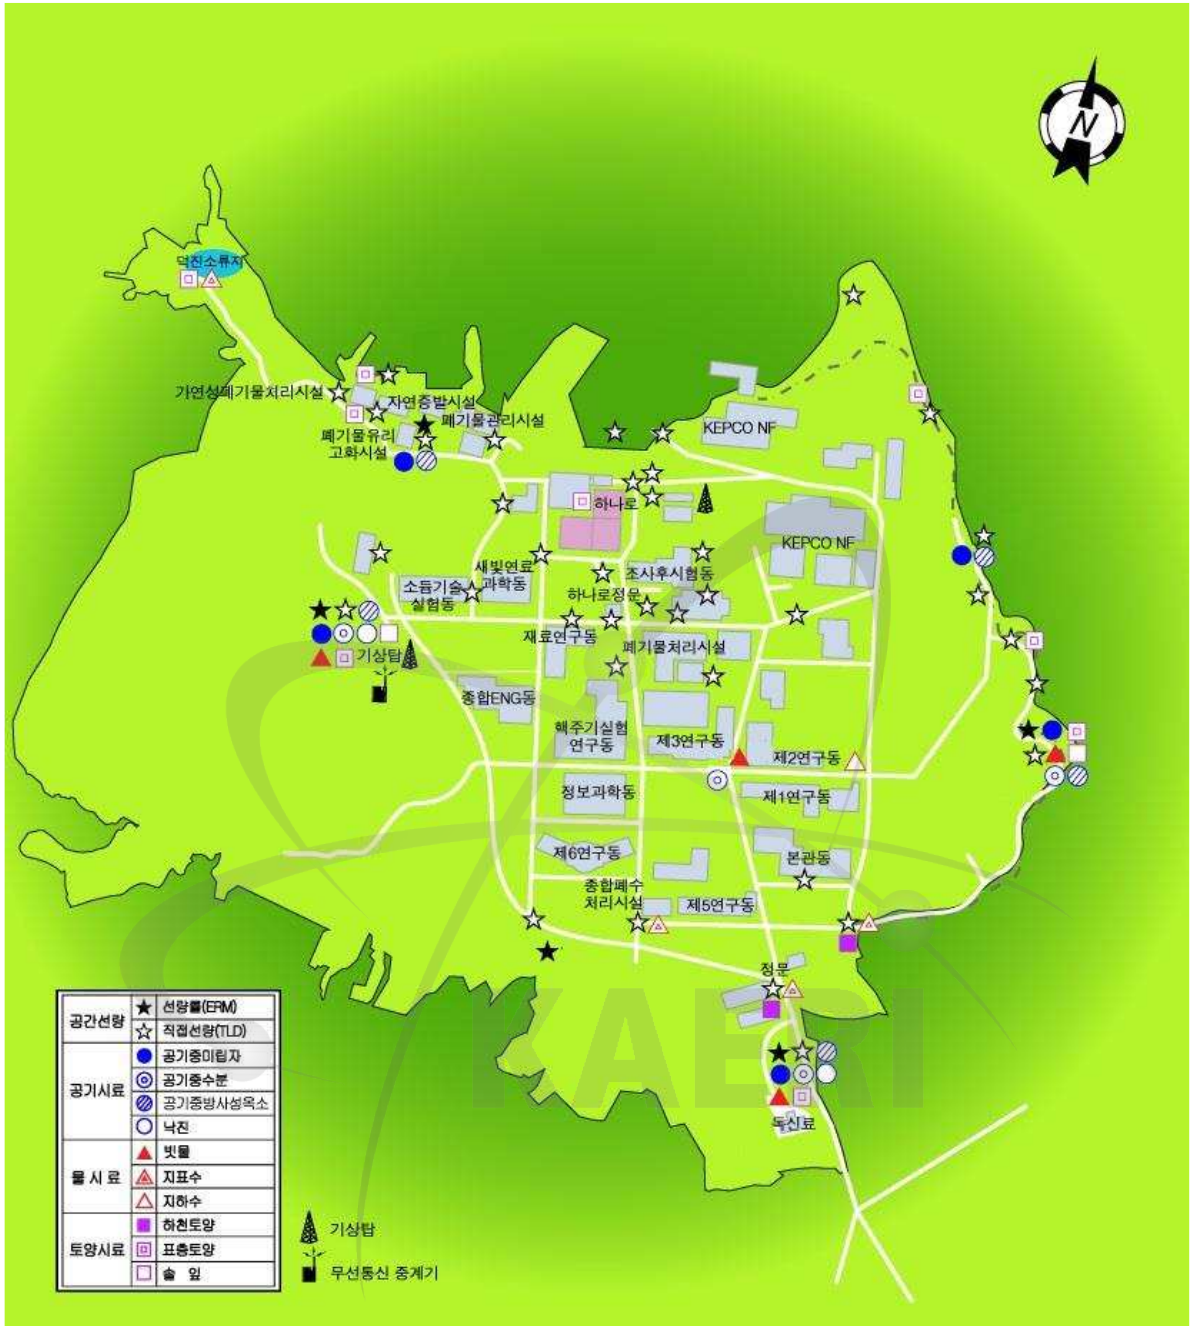 N
덕진소류지
가연성폐기물처리시설
자연증발시설
폐기물관리시설
폐기물유리
고화시설
KEPCO NF
하나로
KEPCO NF
새빛연료
과학동
조사후시험동
소듐기술
실험동
하나로정문
재료연구동
폐기물처리시설
기상탑
종합ENG동
핵주기실험
연구동
제3연구동
제2연구동
정보과학동
제1연구동
제6연구동
본관동
종합폐수
처리시설
제5연구동
정문
독신료
KAERI
공간선량
선량률(ERM)
직접선량(TLD)
공기시료
공기중미립자
공기중수분
공기중방사성옥소
낙진
물 시 료
빗물
지표수
지하수
토양시료
하천토양
표층토양
솔 잎
기상탑
무선통신 중계기